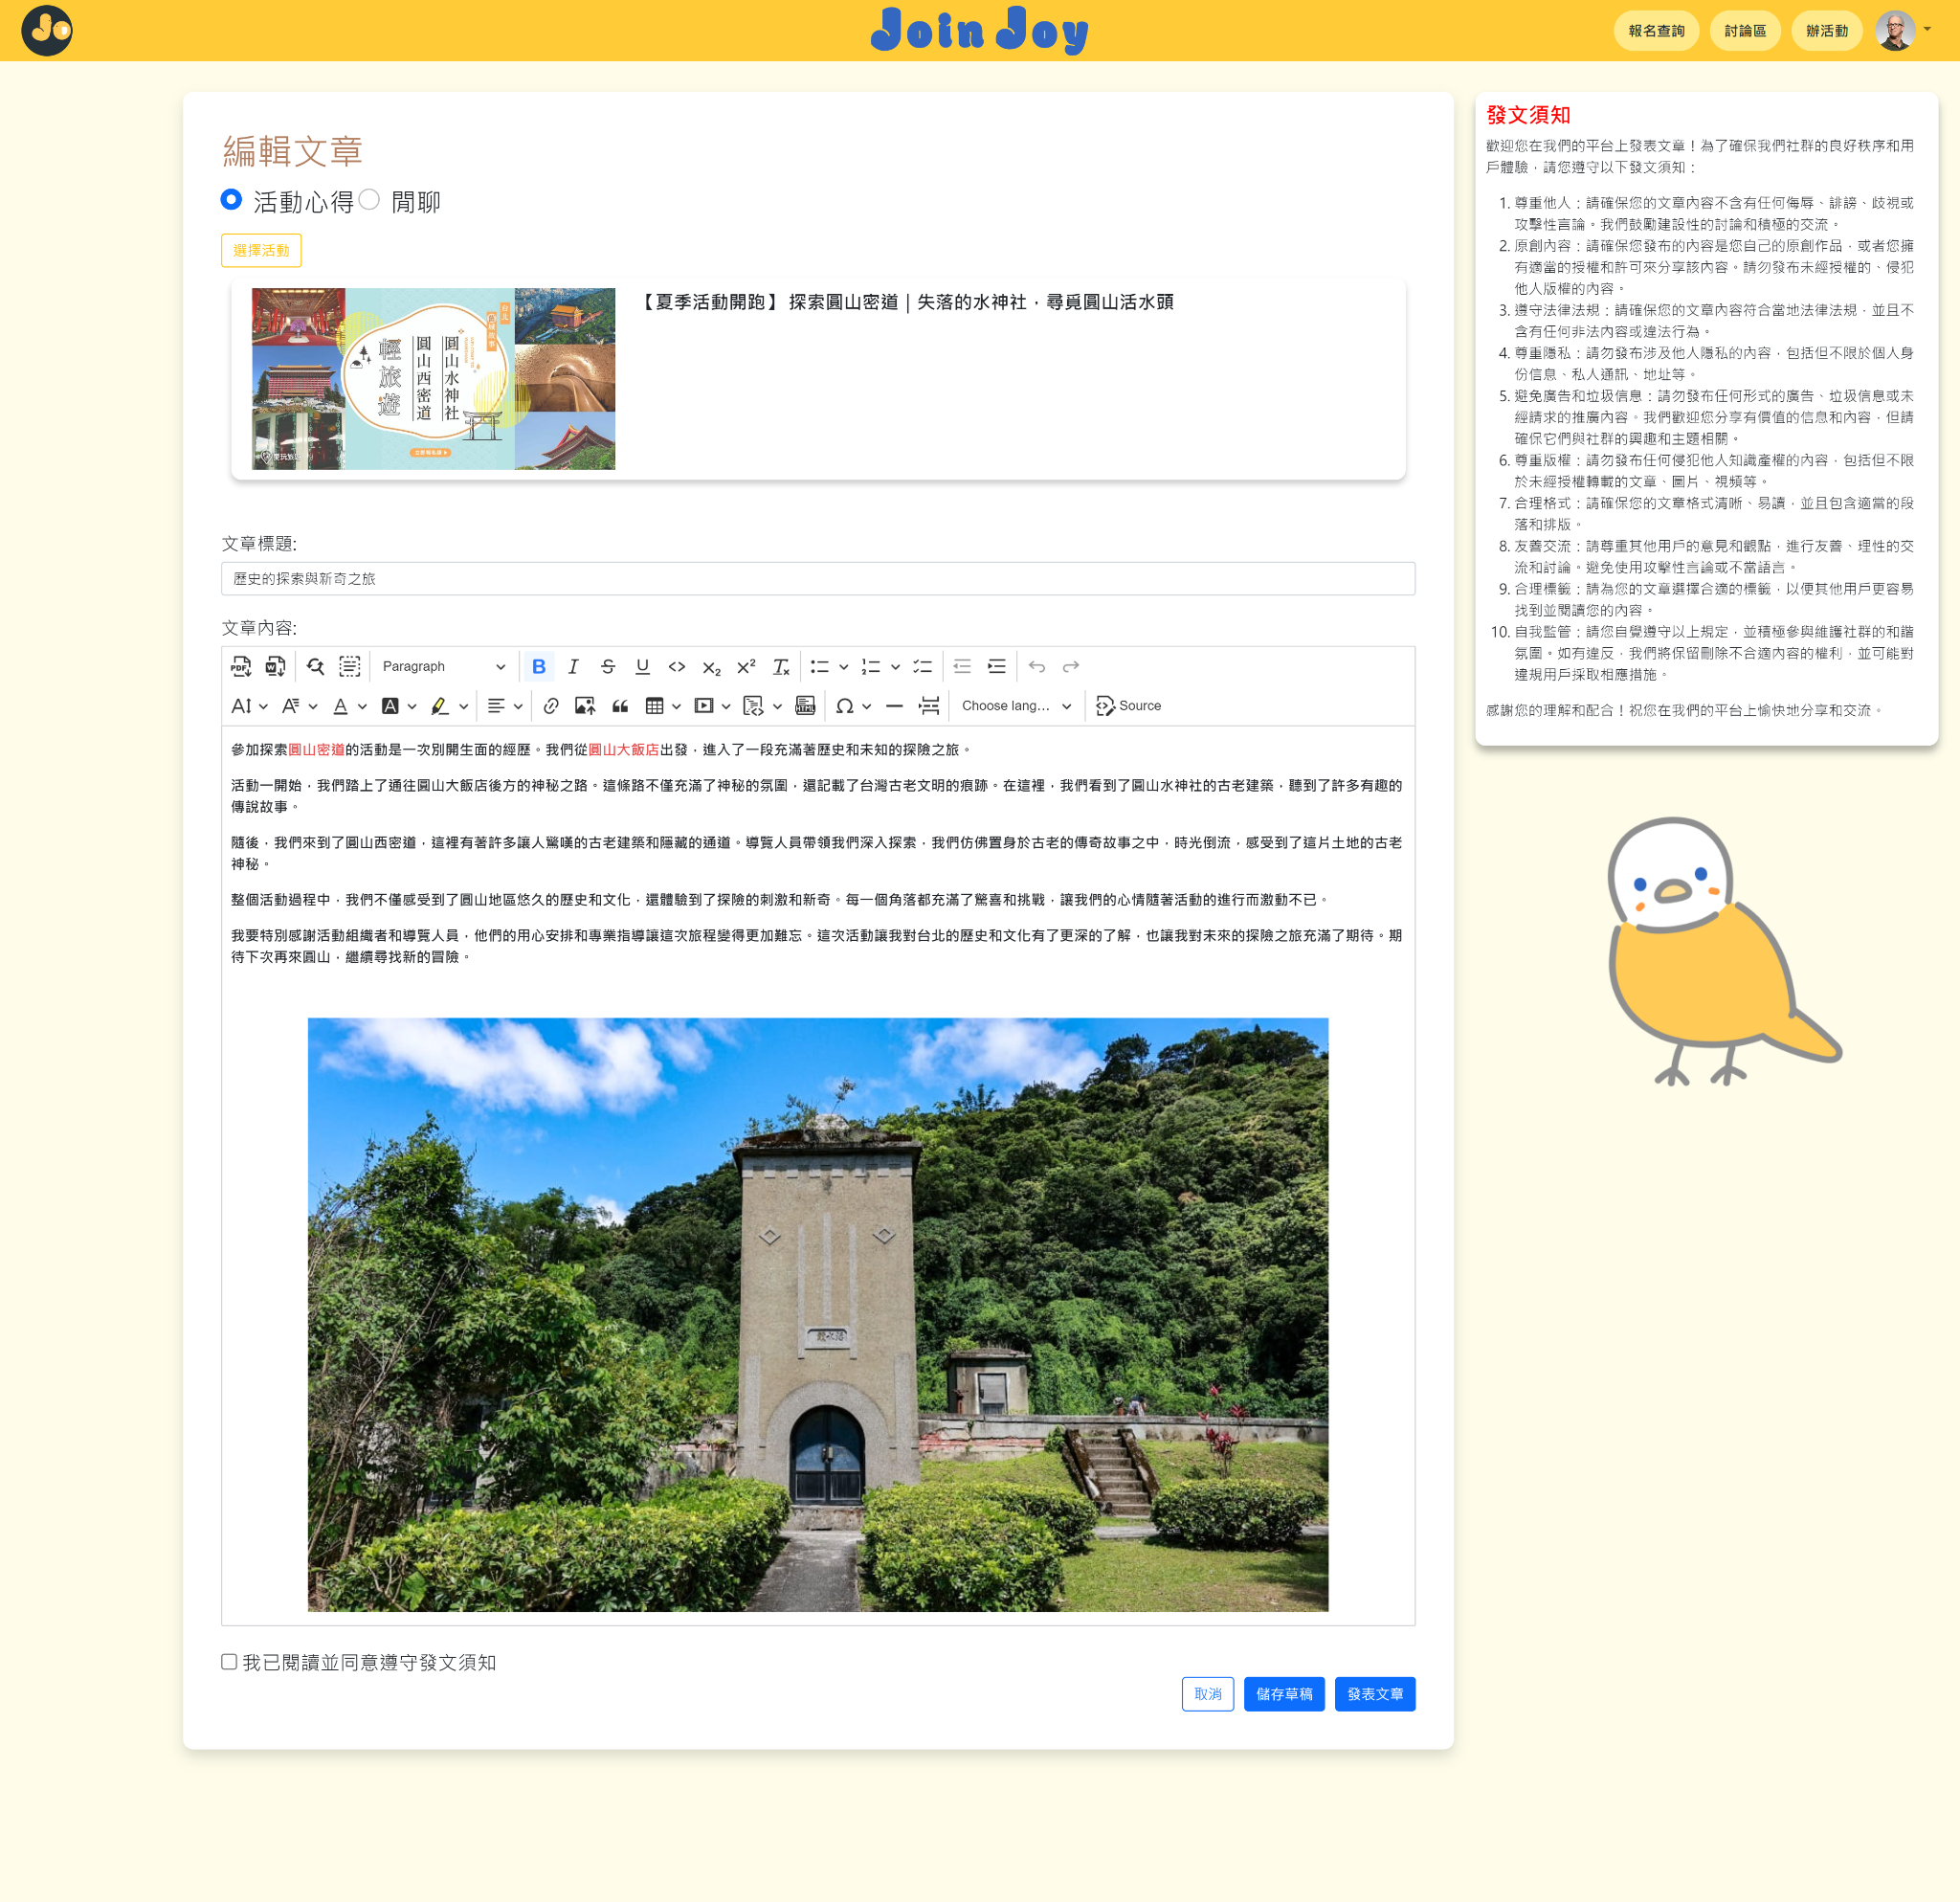 Jo
Join Joy
報名查詢
討論區
辦活動
編輯文章
活動心得
閒聊
選擇活動
台北
圓山水神社
圓山西密道
輕旅遊
【夏季活動開跑】 探索圓山密道｜失落的水神社，尋覓圓山活水頭
文章標題:
歷史的探索與新奇之旅
文章內容:
Paragraph
Choose lang...
Source
參加探索圓山密道的活動是一次別開生面的經歷。我們從圓山大飯店出發，進入了一段充滿著歷史和未知的探險之旅。
活動一開始，我們踏上了通往圓山大飯店後方的神秘之路。這條路不僅充滿了神秘的氛圍，還記載了台灣古老文明的痕跡。在這裡，我們看到了圓山水神社的古老建築，聽到了許多有趣的
傳說故事。
隨後，我們來到了圓山西密道，這裡有著許多讓人驚嘆的古老建築和隱藏的通道。導覽人員帶領我們深入探索，我們仿佛置身於古老的傳奇故事之中，時光倒流，感受到了這片土地的古老
神秘。
整個活動過程中，我們不僅感受到了圓山地區悠久的歷史和文化，還體驗到了探險的刺激和新奇。每一個角落都充滿了驚喜和挑戰，讓我們的心情隨著活動的進行而激動不已。
我要特別感謝活動組織者和導覽人員，他們的用心安排和專業指導讓這次旅程變得更加難忘。這次活動讓我對台北的歷史和文化有了更深的了解，也讓我對未來的探險之旅充滿了期待。期
待下次再來圓山，繼續尋找新的冒險。
我已閱讀並同意遵守發文須知
取消
儲存草稿
發表文章
發文須知
歡迎您在我們的平台上發表文章！為了確保我們社群的良好秩序和用
戶體驗，請您遵守以下發文須知：
1. 尊重他人：請確保您的文章內容不含有任何侮辱、誹謗、歧視或
攻擊性言論。我們鼓勵建設性的討論和積極的交流。
2. 原創內容：請確保您發布的內容是您自己的原創作品，或者您擁
有適當的授權和許可來分享該內容。請勿發布未經授權的、侵犯
他人版權的內容。
3. 遵守法律法規：請確保您的文章內容符合當地法律法規，並且不
含有任何非法內容或違法行為。
4. 尊重隱私：請勿發布涉及他人隱私的內容，包括但不限於個人身
份信息、私人通訊、地址等。
5. 避免廣告和垃圾信息：請勿發布任何形式的廣告、垃圾信息或未
經請求的推廣內容。我們歡迎您分享有價值的信息和內容，但請
確保它們與社群的興趣和主題相關。
6. 尊重版權：請勿發布任何侵犯他人知識產權的內容，包括但不限
於未經授權轉載的文章、圖片、視頻等。
7. 合理格式：請確保您的文章格式清晰、易讀，並且包含適當的段
落和排版。
8. 友善交流：請尊重其他用戶的意見和觀點，進行友善、理性的交
流和討論。避免使用攻擊性言論或不當語言。
9. 合理標籤：請為您的文章選擇合適的標籤，以便其他用戶更容易
找到並閱讀您的內容。
10. 自我監管：請您自覺遵守以上規定，並積極參與維護社群的和諧
氛圍。如有違反，我們將保留刪除不合適內容的權利，並可能對
違規用戶採取相應措施。
感謝您的理解和配合！祝您在我們的平台上愉快地分享和交流。